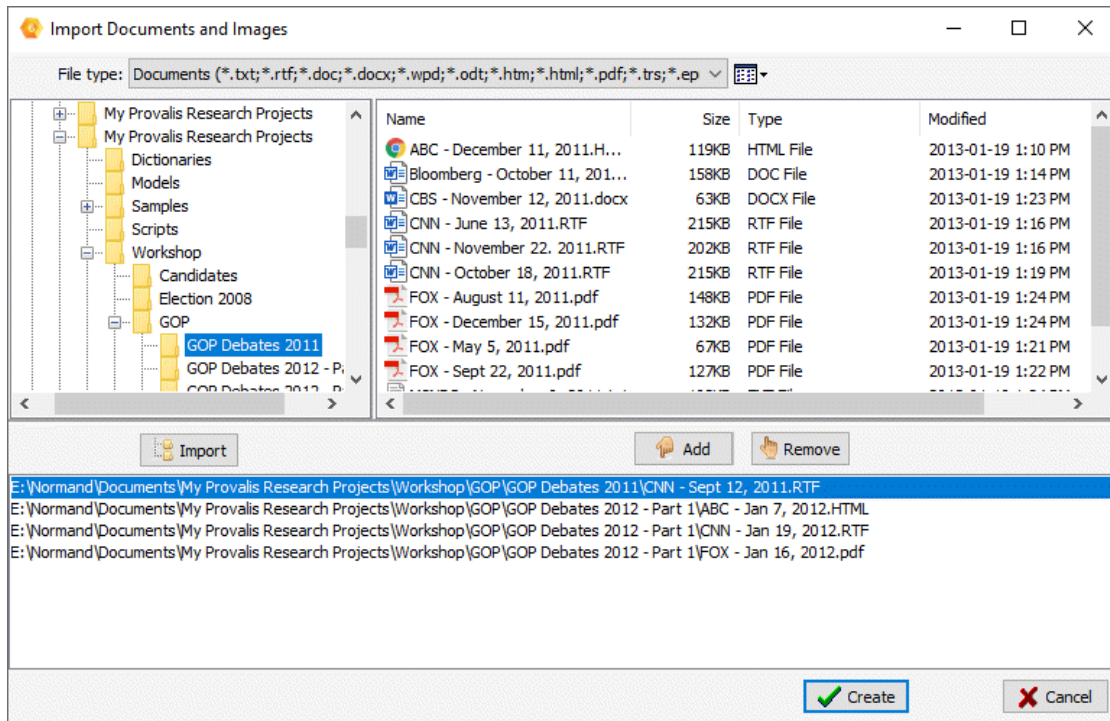 Import Documents and Images
File type: Documents (*.txt;*.rtf;*.doc;*.docx;*.wpd;*.odt;*.htm;*.html;*.pdf;*.trs;*.ep
My Provalis Research Projects
My Provalis Research Projects
Dictionaries
Models
Samples
Scripts
Workshop
Candidates
Election 2008
GOP
GOP Debates 2011
GOP Debates 2012 - Pa
Name Size Type Modified
ABC - December 11, 2011.H... 119KB HTML File 2013-01-19 1:10 PM
Bloomberg - October 11, 201... 158KB DOC File 2013-01-19 1:14 PM
CBS - November 12, 2011.docx 63KB DOCX File 2013-01-19 1:23 PM
CNN - June 13, 2011.RTF 215KB RTF File 2013-01-19 1:16 PM
CNN - November 22. 2011.RTF 202KB RTF File 2013-01-19 1:16 PM
CNN - October 18, 2011.RTF 215KB RTF File 2013-01-19 1:19 PM
FOX - August 11, 2011.pdf 148KB PDF File 2013-01-19 1:24 PM
FOX - December 15, 2011.pdf 132KB PDF File 2013-01-19 1:24 PM
FOX - May 5, 2011.pdf 67KB PDF File 2013-01-19 1:21 PM
FOX - Sept 22, 2011.pdf 127KB PDF File 2013-01-19 1:22 PM
Import Add Remove
E:\Normand\Documents\My Provalis Research Projects\Workshop\GOP\GOP Debates 2011\CNN - Sept 12, 2011.RTF
E:\Normand\Documents\My Provalis Research Projects\Workshop\GOP\GOP Debates 2012 - Part 1\ABC - Jan 7, 2012.HTML
E:\Normand\Documents\My Provalis Research Projects\Workshop\GOP\GOP Debates 2012 - Part 1\CNN - Jan 19, 2012.RTF
E:\Normand\Documents\My Provalis Research Projects\Workshop\GOP\GOP Debates 2012 - Part 1\FOX - Jan 16, 2012.pdf
Create Cancel